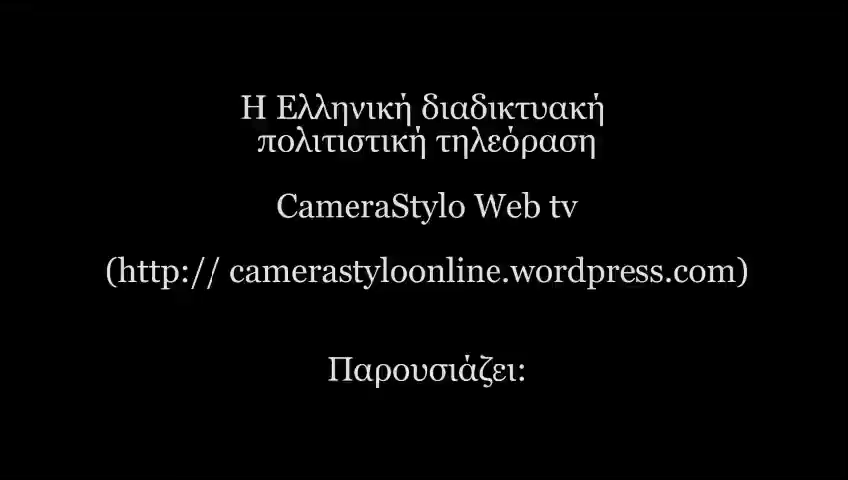 Η Ελληνική διαδικτυακή
πολιτιστική τηλεόραση
CameraStylo Web tv
(http:// camerastyloonline.wordpress.com)
Παρουσιάζει: